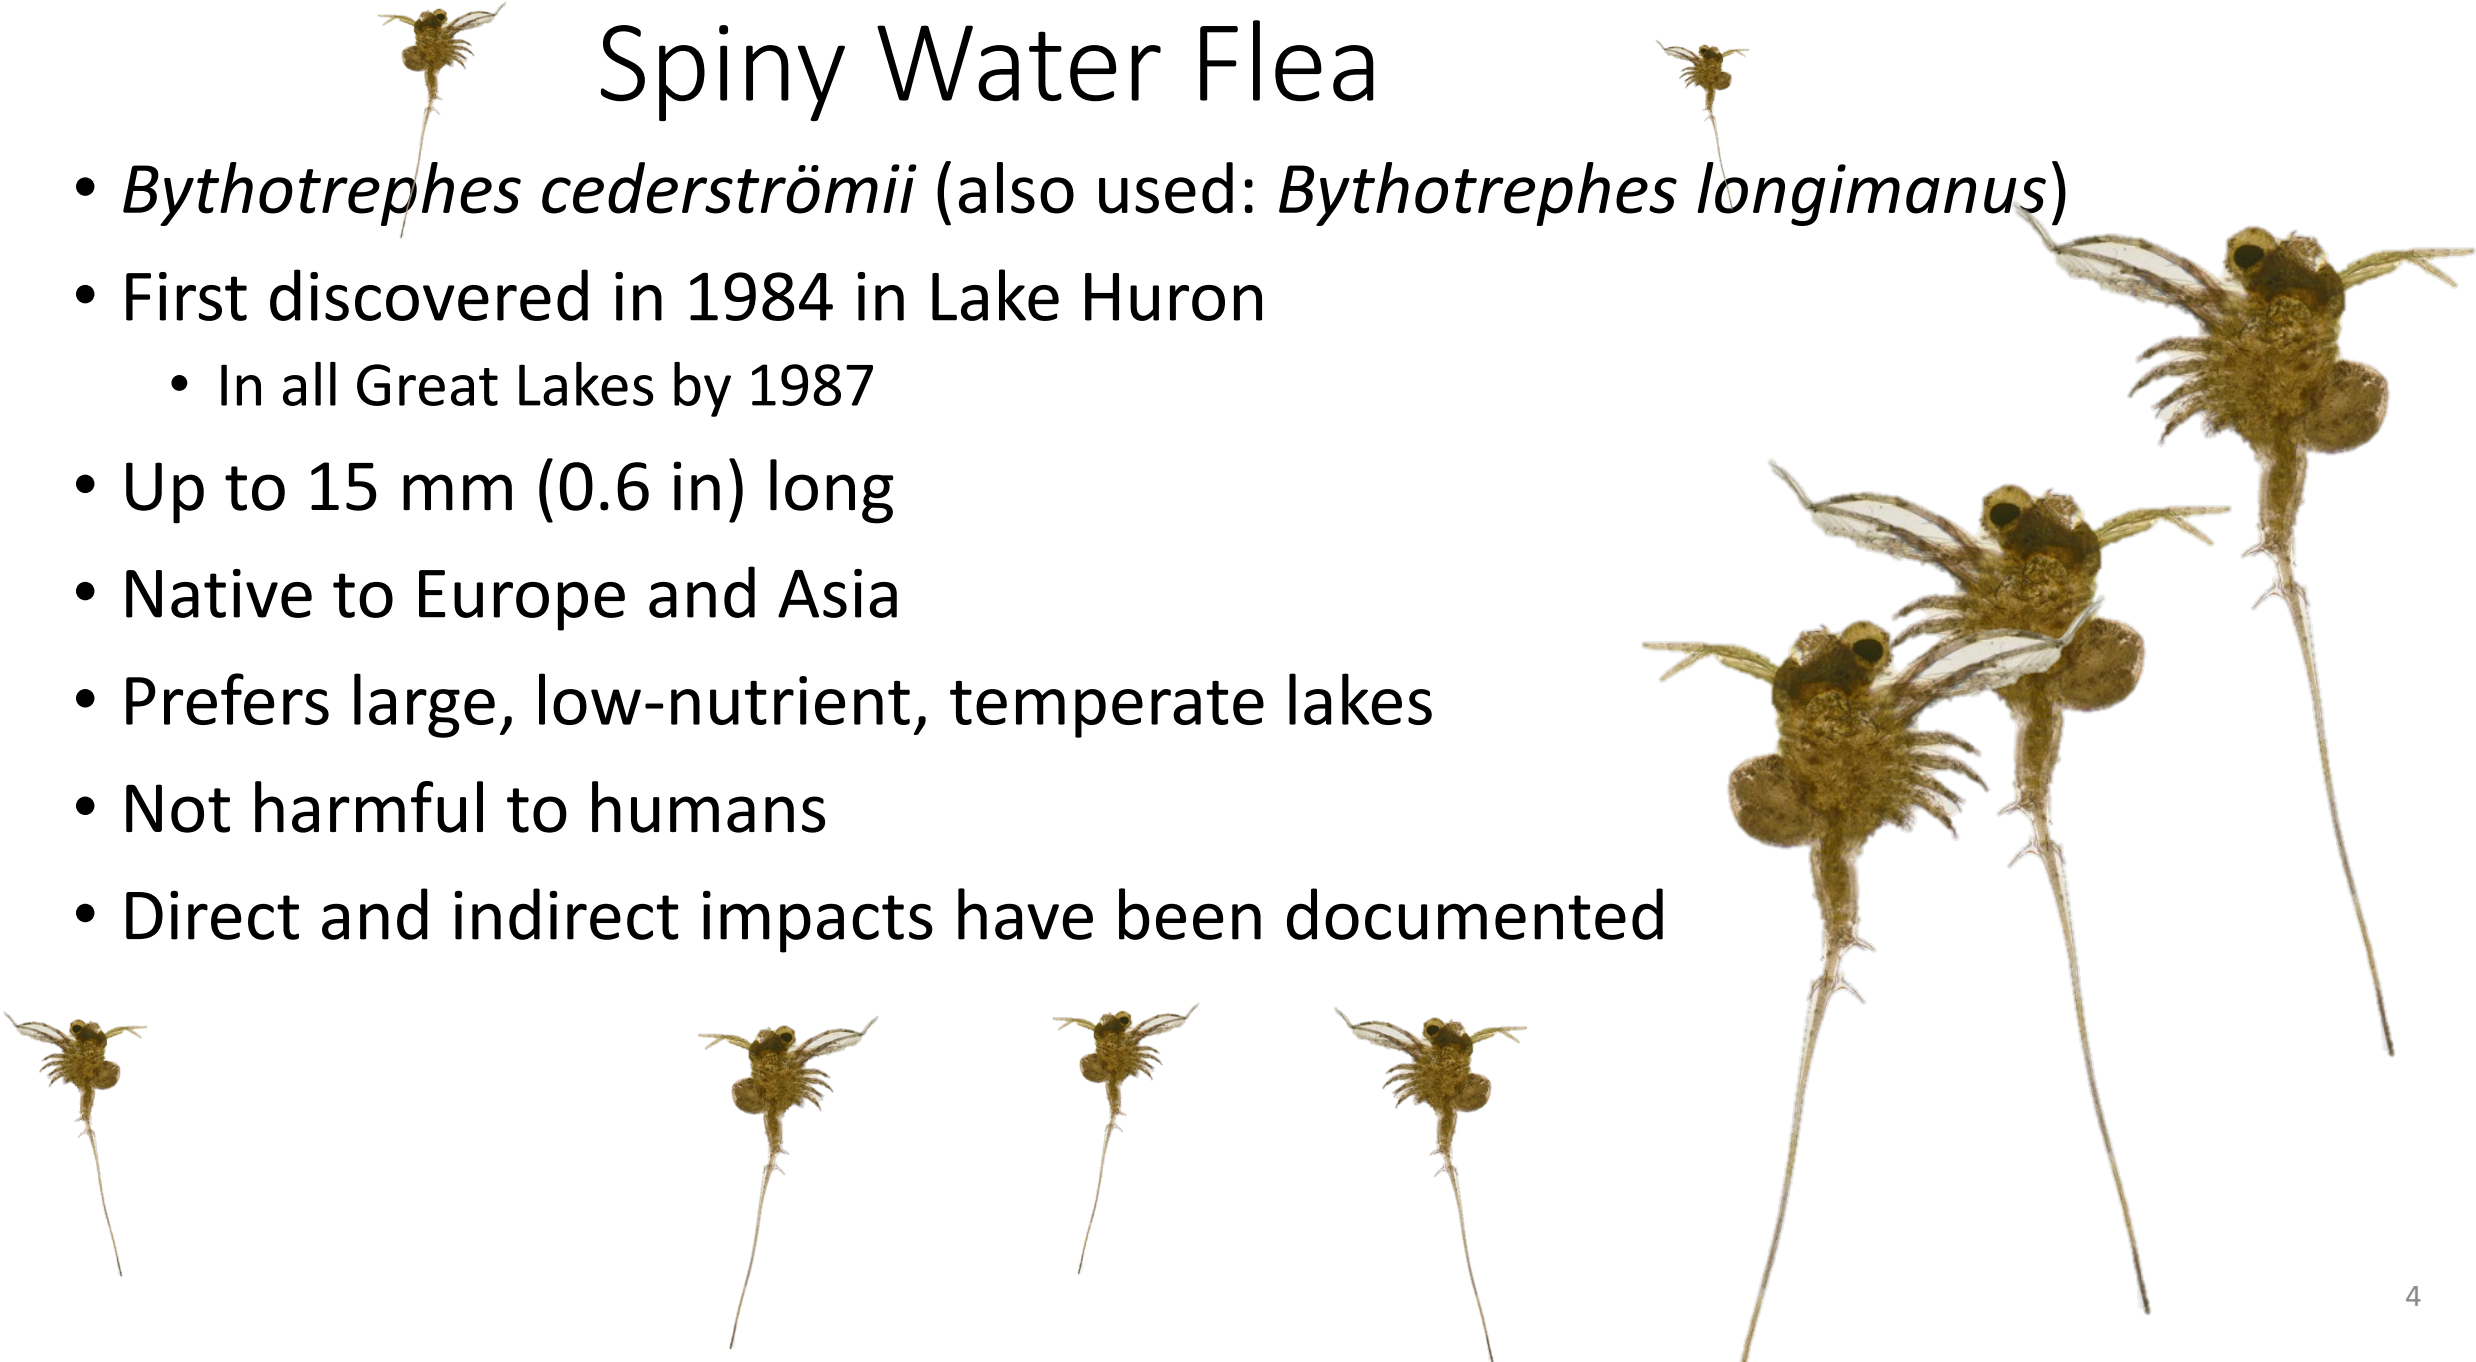 Spiny Water Flea
• Bythotrephes cederströmii (also used: Bythotrephes longimanus)
• First discovered in 1984 in Lake Huron
• In all Great Lakes by 1987
• Up to 15 mm (0.6 in) long
• Native to Europe and Asia
• Prefers large, low-nutrient, temperate lakes
• Not harmful to humans
• Direct and indirect impacts have been documented
4